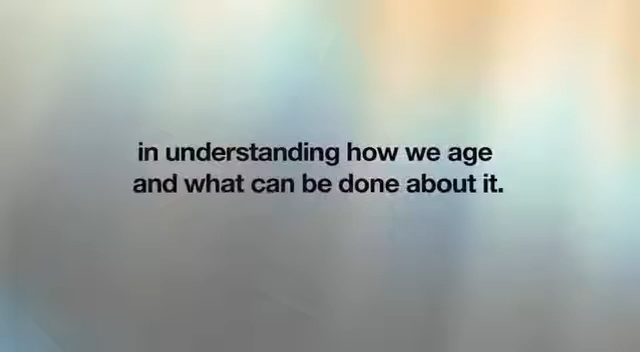 in understanding how we age
and what can be done about it.